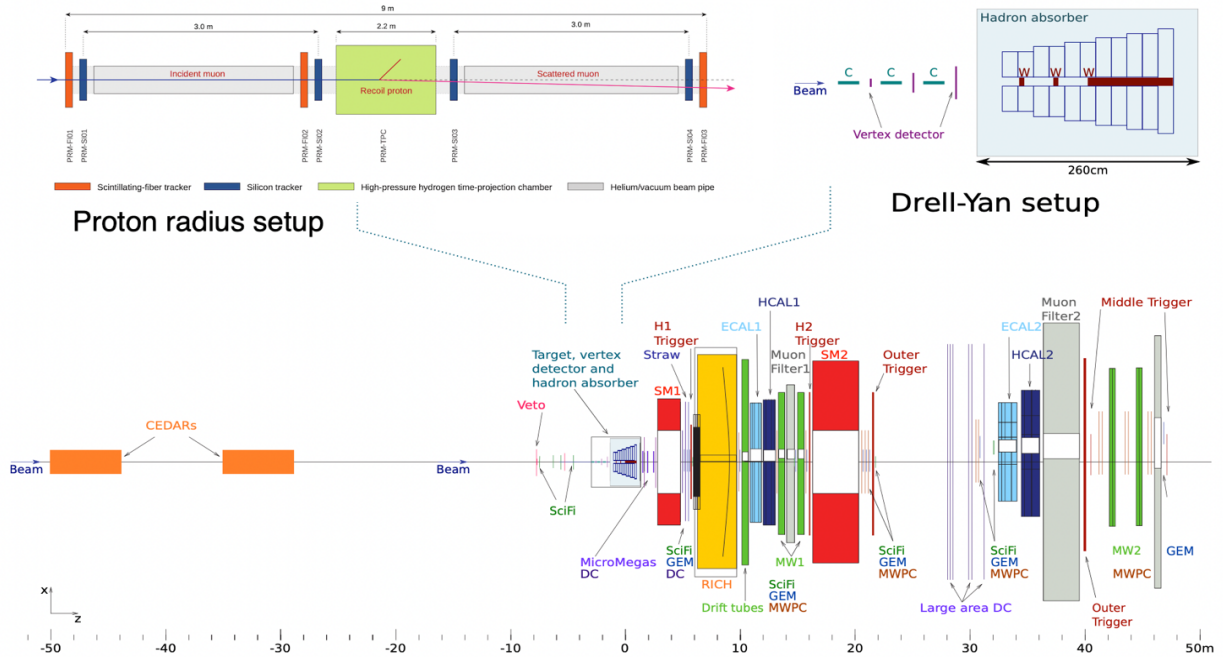 9 m
3.0 m
2.2 m
3.0 m
Incident muon
Recoil proton
Scattered muon
PRM-FI01
PRM-SI01
PRM-FI02
PRM-SI02
PRM-TPC
PRM-SI03
PRM-SI04
PRM-FI03
Scintillating-fiber tracker
Silicon tracker
High-pressure hydrogen time-projection chamber
Helium/vacuum beam pipe
Proton radius setup
Hadron absorber
C C C
W W W
Beam
Vertex detector
260cm
Drell-Yan setup
HCAL1
Muon
Filter2
Middle Trigger
H1
Trigger
ECAL1
H2
Trigger
ECAL2
Straw
Muon
Filter1
SM2
Outer
Trigger
HCAL2
Target, vertex
detector and
hadron absorber
SM1
Veto
CEDARs
Beam
Beam
SciFi
MicroMegas
DC
SciFi
GEM
DC
RICH
Drift tubes
MW1
SciFi
GEM
MWPC
SciFi
GEM
MWPC
Large area DC
SciFi
GEM
MWPC
Outer
Trigger
MW2
MWPC
GEM
x
z
-50 -40 -30 -20 -10 -0 10 20 30 40 50m